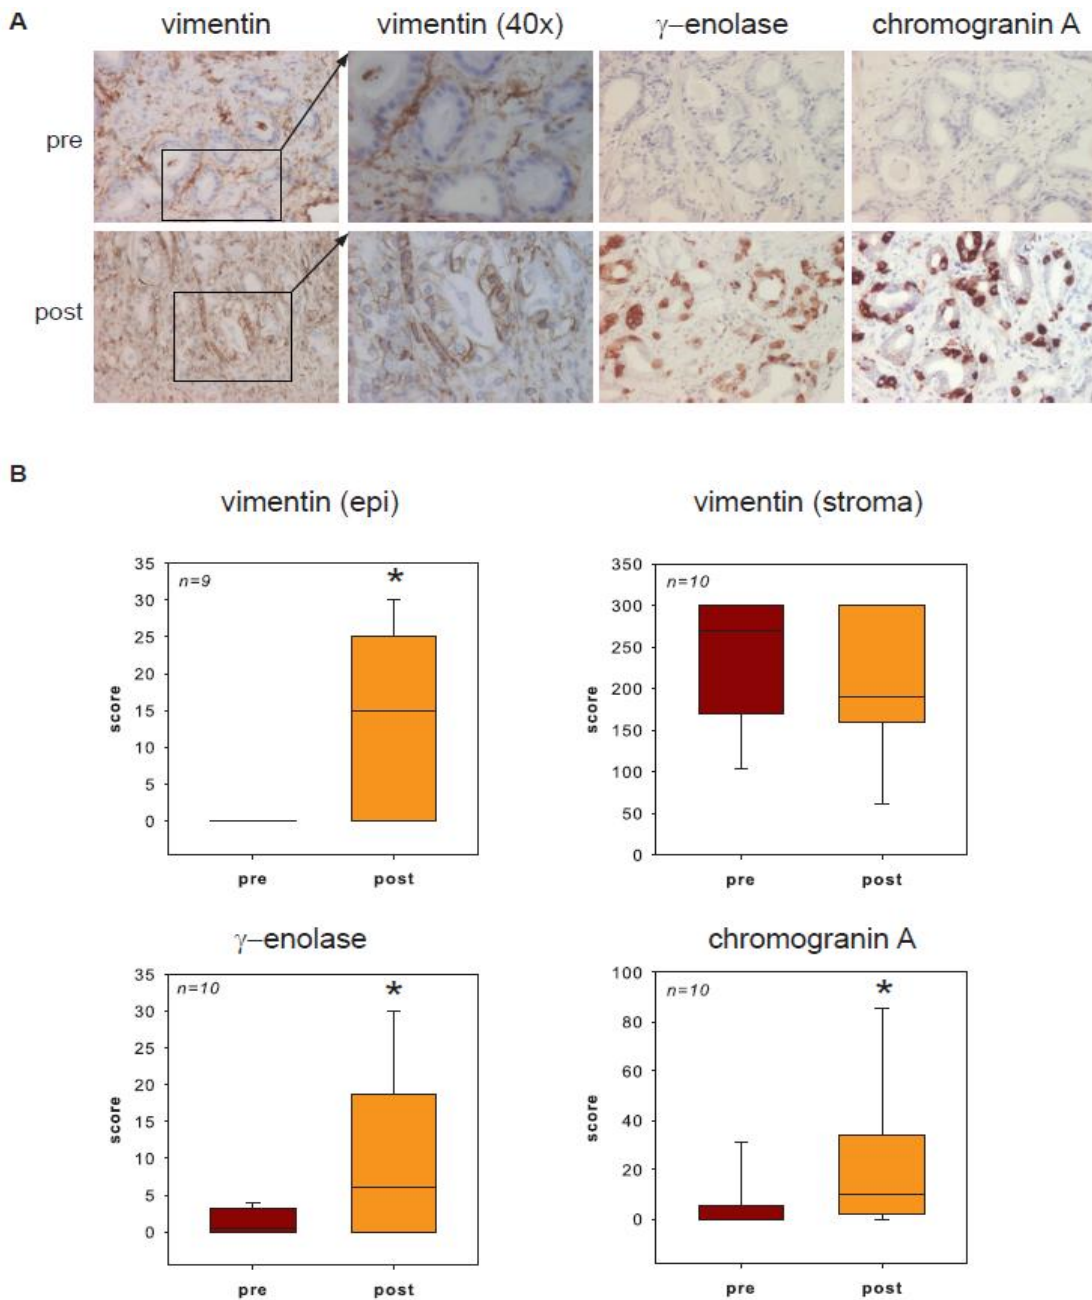 A
vimentin vimentin (40x) γ–enolase chromogranin A
pre
post
B
vimentin (epi) vimentin (stroma)
35
30
25
20
15
10
5
0
score
n=9
*
pre post
350
300
250
200
150
100
50
0
score
n=10
pre post
γ–enolase chromogranin A
35
30
25
20
15
10
5
0
score
n=10
*
pre post
100
80
60
40
20
0
score
n=10
*
pre post